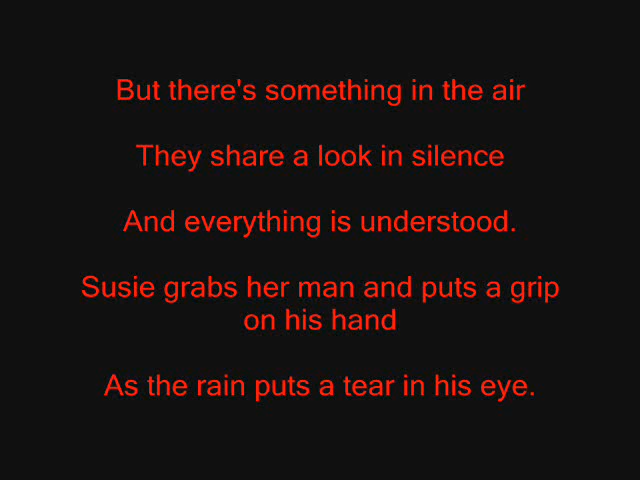 But there's something in the air
They share a look in silence
And everything is understood.
Susie grabs her man and puts a grip
on his hand
As the rain puts a tear in his eye.